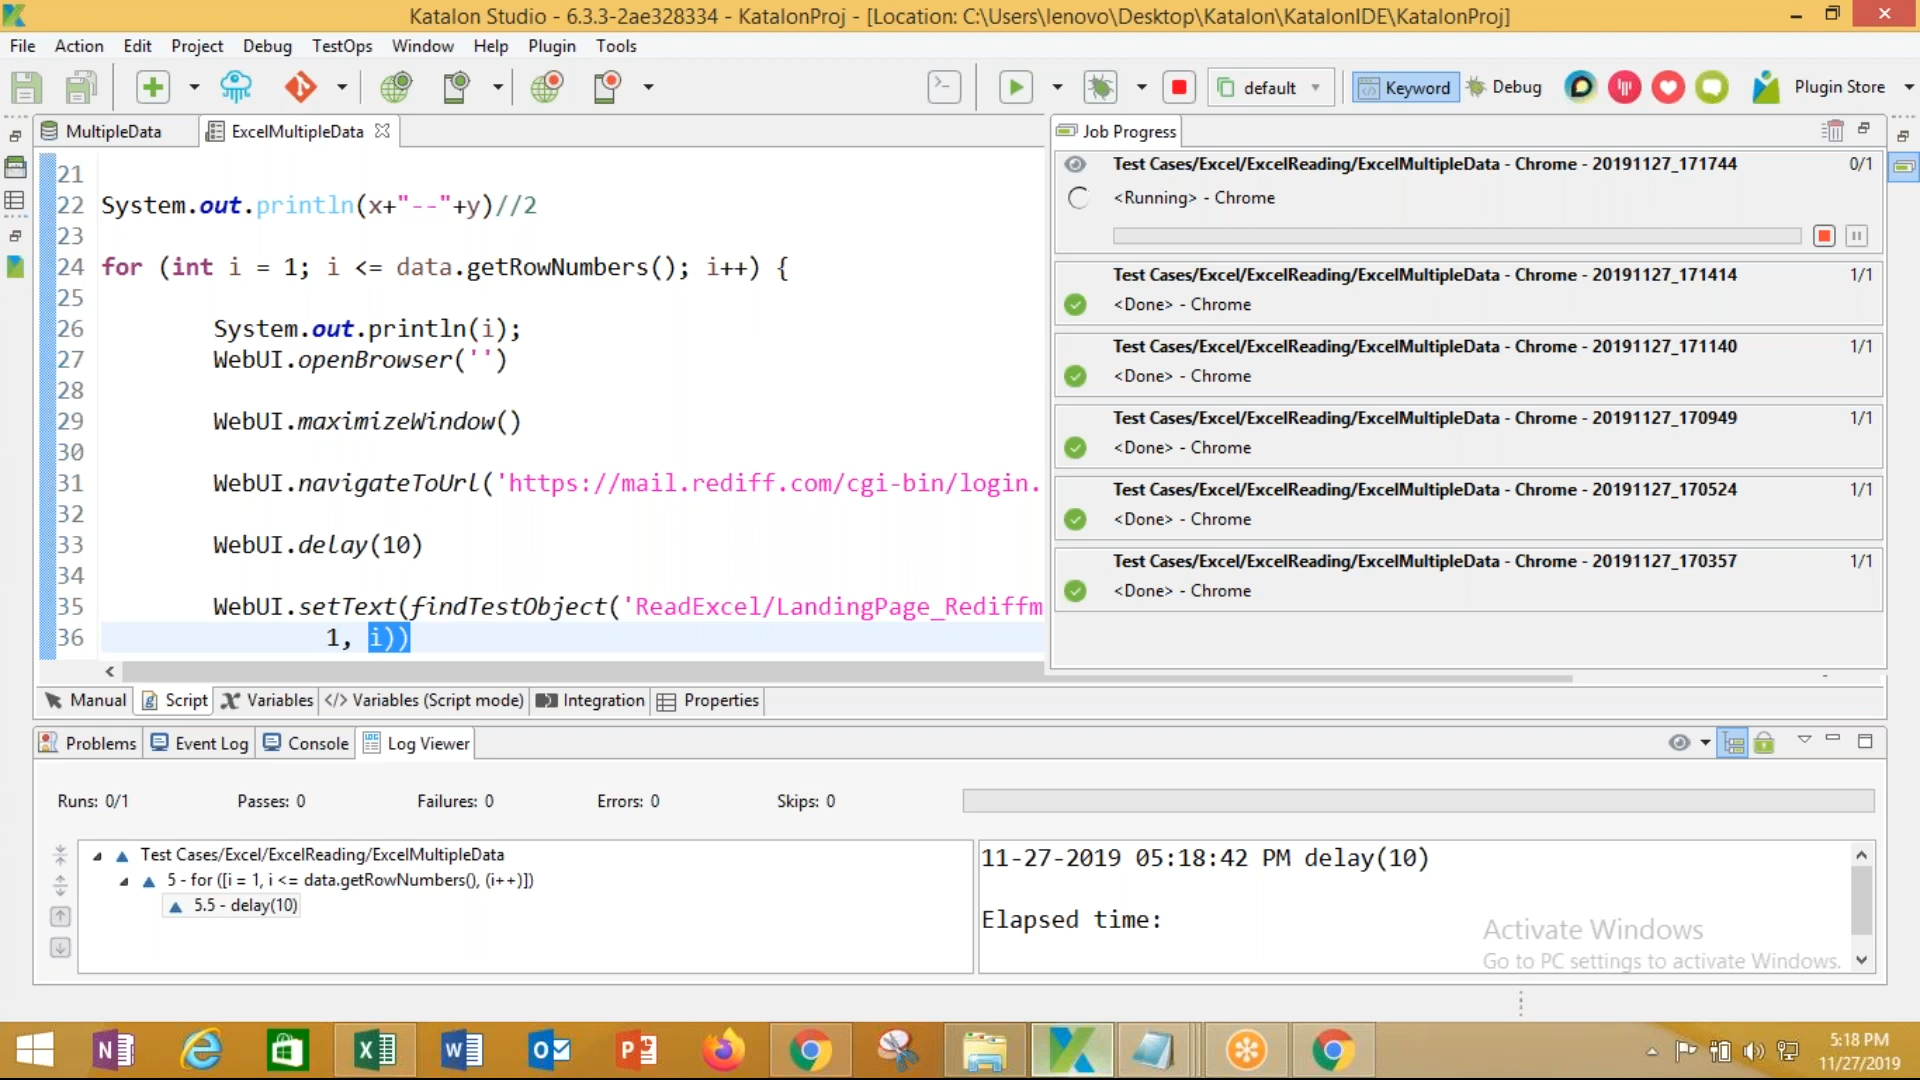 Katalon Studio - 6.3.3-2ae328334 - KatalonProj - [Location: C:\Users\lenovo\Desktop\Katalon\KatalonIDE\KatalonProj]
File Action Edit Project Debug TestOps Window Help Plugin Tools
default Keyword Debug Plugin Store
MultipleData ExcelMultipleData
21
22 System.out.println(x+"--"+y)//2
23
24 for (int i = 1; i <= data.getRowNumbers(); i++) {
25
26 System.out.println(i);
27 WebUI.openBrowser('')
28
29 WebUI.maximizeWindow()
30
31 WebUI.navigateToUrl('https://mail.rediff.com/cgi-bin/login.
32
33 WebUI.delay(10)
34
35 WebUI.setText(findTestObject('ReadExcel/LandingPage_Rediffm
36 1, i))
Job Progress
Test Cases/Excel/ExcelReading/ExcelMultipleData - Chrome - 20191127_171744 0/1
<Running> - Chrome
Test Cases/Excel/ExcelReading/ExcelMultipleData - Chrome - 20191127_171414 1/1
<Done> - Chrome
Test Cases/Excel/ExcelReading/ExcelMultipleData - Chrome - 20191127_171140 1/1
<Done> - Chrome
Test Cases/Excel/ExcelReading/ExcelMultipleData - Chrome - 20191127_170949 1/1
<Done> - Chrome
Test Cases/Excel/ExcelReading/ExcelMultipleData - Chrome - 20191127_170524 1/1
<Done> - Chrome
Test Cases/Excel/ExcelReading/ExcelMultipleData - Chrome - 20191127_170357 1/1
<Done> - Chrome
Manual Script Variables </> Variables (Script mode) Integration Properties
Problems Event Log Console Log Viewer
Runs: 0/1 Passes: 0 Failures: 0 Errors: 0 Skips: 0
Test Cases/Excel/ExcelReading/ExcelMultipleData
5 - for ([i = 1, i <= data.getRowNumbers(), (i++)])
5.5 - delay(10)
11-27-2019 05:18:42 PM delay(10)
Elapsed time:
Activate Windows
Go to PC settings to activate Windows.
5:18 PM
11/27/2019